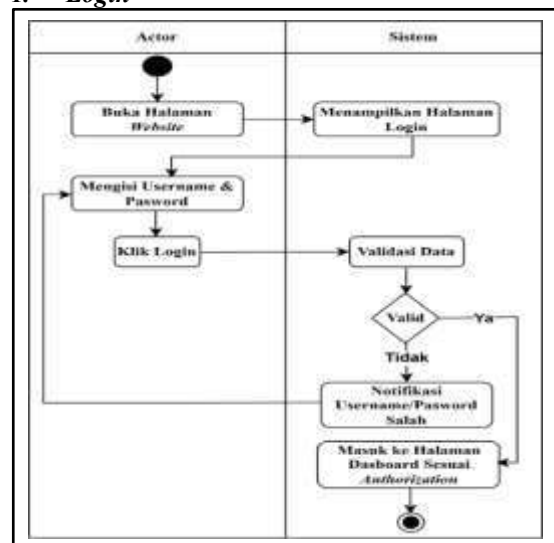 1. Login
Actor
Sistem
Buka Halaman
Website
Menampilkan Halaman
Login
Mengisi Username &
Pasword
Klik Login
Validasi Data
Valid
Ya
Tidak
Notifikasi
Username/Pasword
Salah
Masuk ke Halaman
Dasboard Sesuai
Authorization